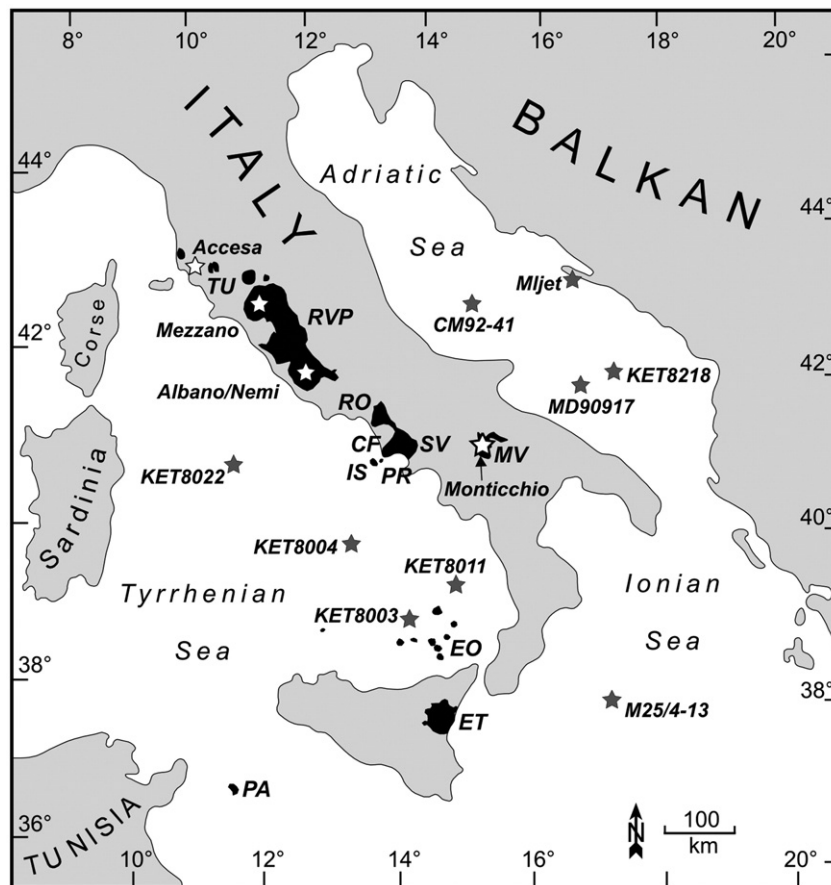 8° 10° 12° 14° 16° 18° 20°
ITALY
BALKAN
44°
Adriatic
44°
Sea
Accesa
TU
Mljet
CM92-41
Corse
Mezzano
RVP
42°
42°
KET8218
Albano/Nemi
MD90917
RO
CF
SV
MV
IS
PR
KET8022
Monticchio
Sardinia
40°
KET8004
KET8011
Tyrrhenian
Ionian
KET8003
Sea
Sea
EO
38°
38°
M25/4-13
ET
PA
TUNISIA
36°
N
100
km
10° 12° 14° 16° 18° 20°